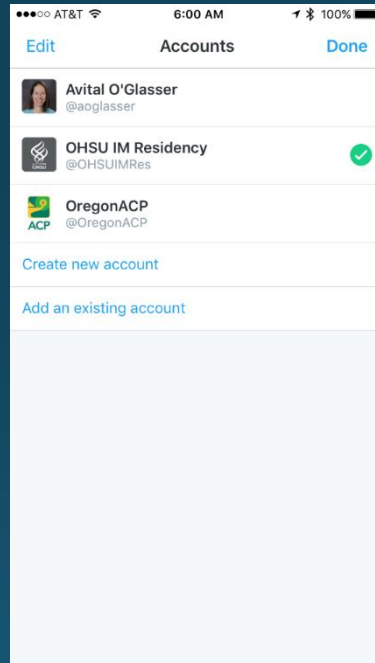 AT&T 6:00 AM 100%
Edit Accounts Done
Avital O'Glasser
@aoglasser
OHSU IM Residency
@OHSUIMRes
OHSU
OregonACP
@OregonACP
ACP
Create new account
Add an existing account